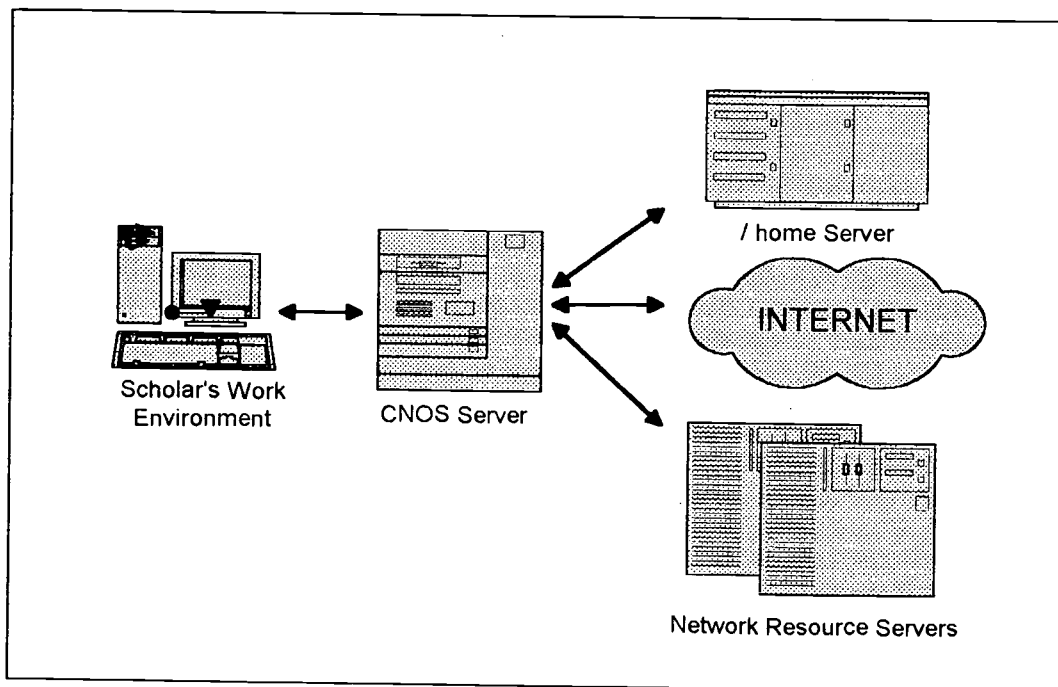 / home Server
INTERNET
Scholar's Work
Environment
CNOS Server
Network Resource Servers